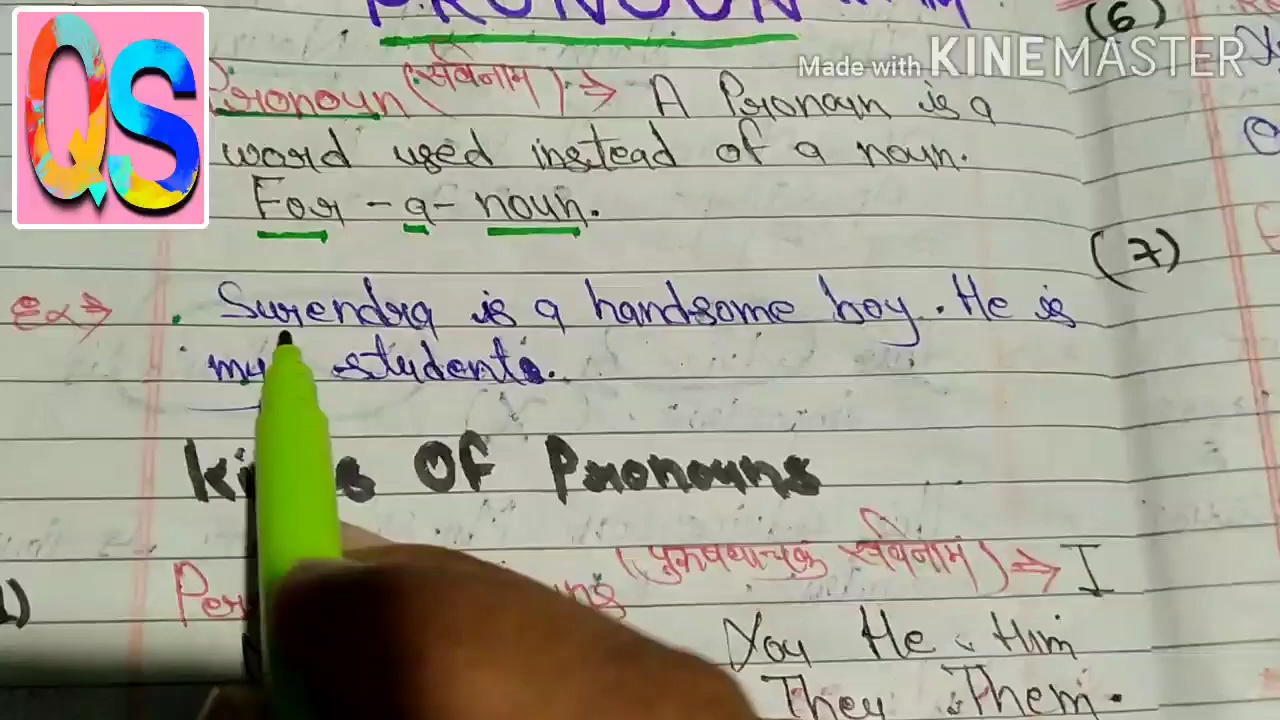 PRONOUN
Made with KINEMASTER
QS
(6)
Pronoun (सर्वनाम) ⇒ A Pronoun is a
word used instead of a noun.
For - a - noun.
(7)
Ex ⇒ . Surendra is a handsome boy. He is
my student.
Kinds Of Pronouns
(पुरुषवाचक सर्वनाम) ⇒ I
You He, Him
They, Them.